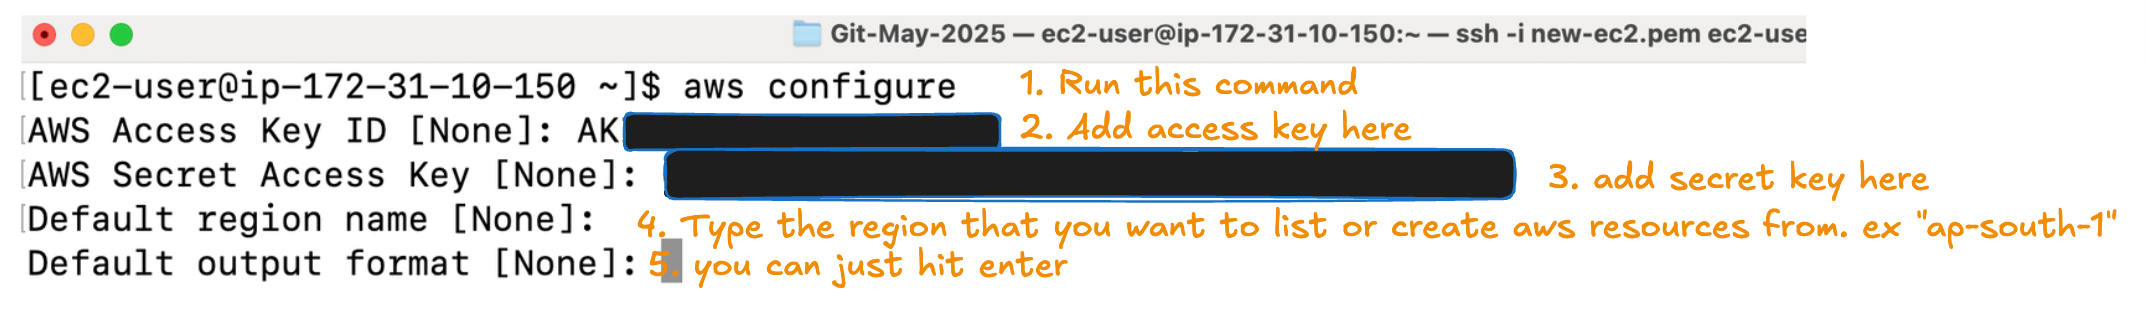 Git-May-2025 — ec2-user@ip-172-31-10-150:~ — ssh -i new-ec2.pem ec2-use
[ec2-user@ip-172-31-10-150 ~]$ aws configure 1. Run this command
AWS Access Key ID [None]: AK 2. Add access key here
AWS Secret Access Key [None]: 3. add secret key here
Default region name [None]: 4. Type the region that you want to list or create aws resources from. ex "ap-south-1"
Default output format [None]: 5. you can just hit enter